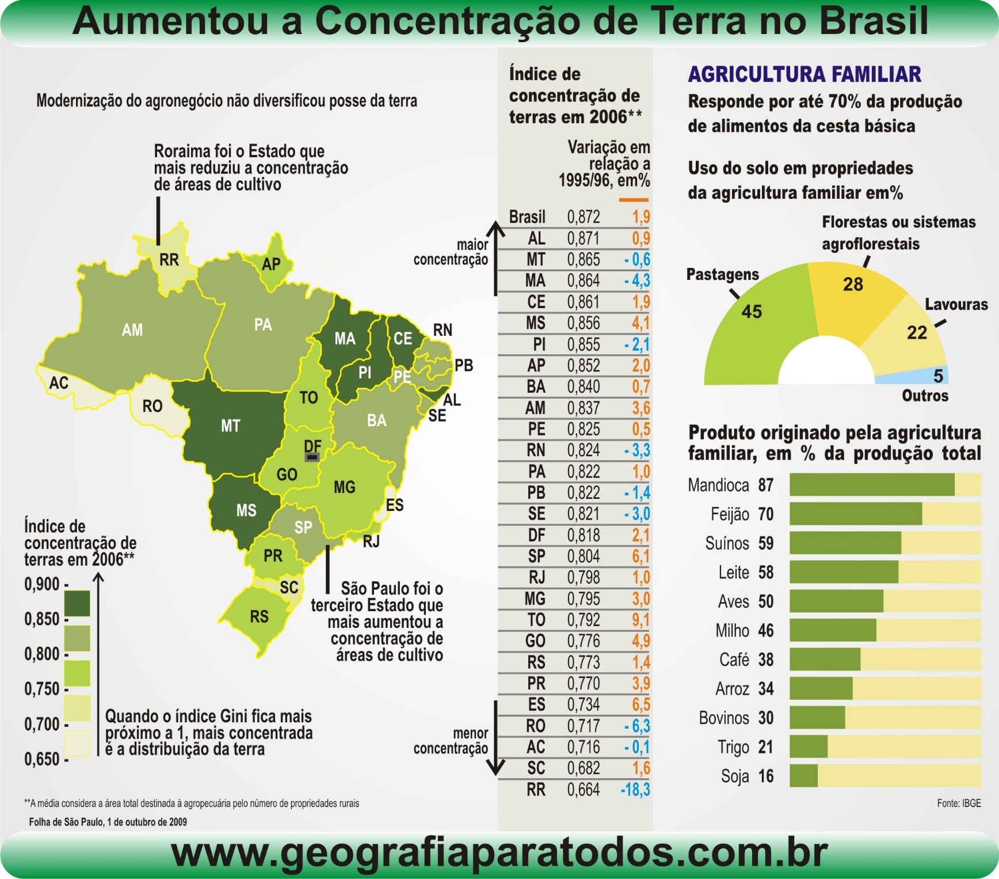 Aumentou a Concentração de Terra no Brasil
Modernização do agronegócio não diversificou posse da terra
Roraima foi o Estado que
mais reduziu a concentração
de áreas de cultivo
RR
AP
AM
PA
MA
CE
RN
PB
PI
PE
AC
RO
TO
AL
SE
MT
BA
DF
GO
MG
MS
ES
SP
RJ
PR
SC
RS
São Paulo foi o
terceiro Estado que
mais aumentou a
concentração de
áreas de cultivo
Índice de
concentração de
terras em 2006**
0,900 -
0,850 -
0,800 -
0,750 -
0,700 -
0,650 -
Quando o índice Gini fica mais
próximo a 1, mais concentrada
é a distribuição da terra
**A média considera a área total destinada à agropecuária pelo número de propriedades rurais
Folha de São Paulo, 1 de outubro de 2009
Índice de
concentração de
terras em 2006**
Variação em
relação a
1995/96, em%
maior
concentração
Brasil 0,872 1,9
AL 0,871 0,9
MT 0,865 - 0,6
MA 0,864 - 4,3
CE 0,861 1,9
MS 0,856 4,1
PI 0,855 - 2,1
AP 0,852 2,0
BA 0,840 0,7
AM 0,837 3,6
PE 0,825 0,5
RN 0,824 - 3,3
PA 0,822 1,0
PB 0,822 - 1,4
SE 0,821 - 3,0
DF 0,818 2,1
SP 0,804 6,1
RJ 0,798 1,0
MG 0,795 3,0
TO 0,792 9,1
GO 0,776 4,9
RS 0,773 1,4
PR 0,770 3,9
ES 0,734 6,5
RO 0,717 - 6,3
AC 0,716 - 0,1
SC 0,682 1,6
RR 0,664 -18,3
menor
concentração
AGRICULTURA FAMILIAR
Responde por até 70% da produção
de alimentos da cesta básica
Uso do solo em propriedades
da agricultura familiar em%
Florestas ou sistemas
agroflorestais
Pastagens
28
Lavouras
45
22
5
Outros
Produto originado pela agricultura
familiar, em % da produção total
Mandioca 87
Feijão 70
Suínos 59
Leite 58
Aves 50
Milho 46
Café 38
Arroz 34
Bovinos 30
Trigo 21
Soja 16
Fonte: IBGE
www.geografiaparatodos.com.br